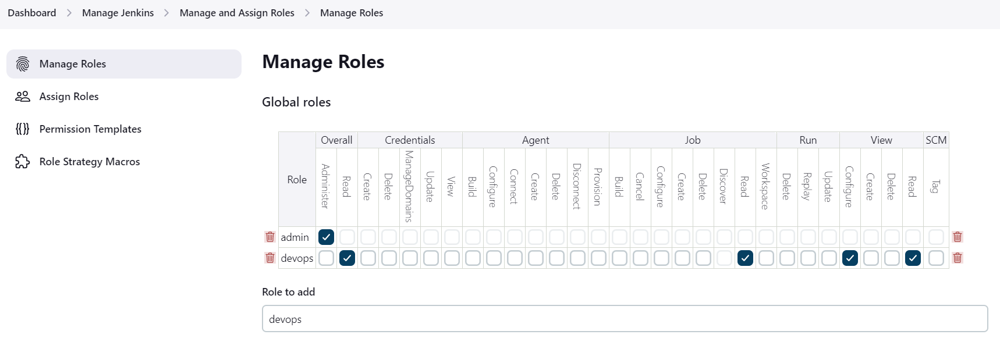 Dashboard > Manage Jenkins > Manage and Assign Roles > Manage Roles
Manage Roles
Assign Roles
Permission Templates
Role Strategy Macros
Manage Roles
Global roles
Role Overall Credentials Agent Job Run View SCM
Administer Read Create Delete ManageDomains Update View Build Configure Connect Create Delete Disconnect Provision Build Cancel Configure Create Delete Discover Read Workspace Delete Replay Update Configure Create Delete Read Tag
admin
devops
Role to add
devops